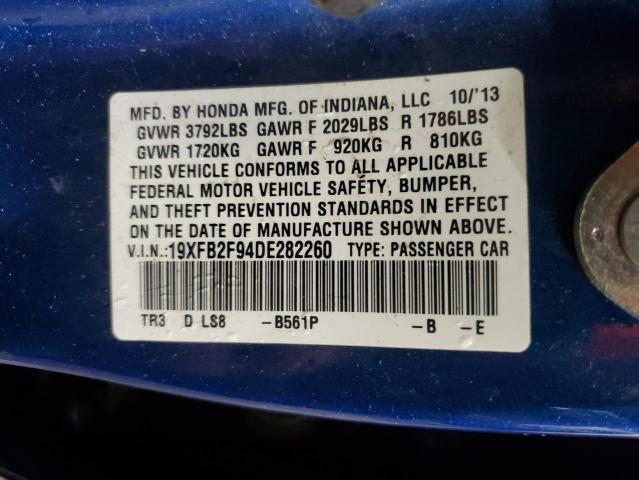 MFD. BY HONDA MFG. OF INDIANA, LLC 10/'13
GVWR 3792LBS GAWR F 2029LBS R 1786LBS
GVWR 1720KG GAWR F 920KG R 810KG
THIS VEHICLE CONFORMS TO ALL APPLICABLE
FEDERAL MOTOR VEHICLE SAFETY, BUMPER,
AND THEFT PREVENTION STANDARDS IN EFFECT
ON THE DATE OF MANUFACTURE SHOWN ABOVE.
V.I.N.:19XFB2F94DE282260 TYPE: PASSENGER CAR
TR3 D LS8 -B561P -B -E